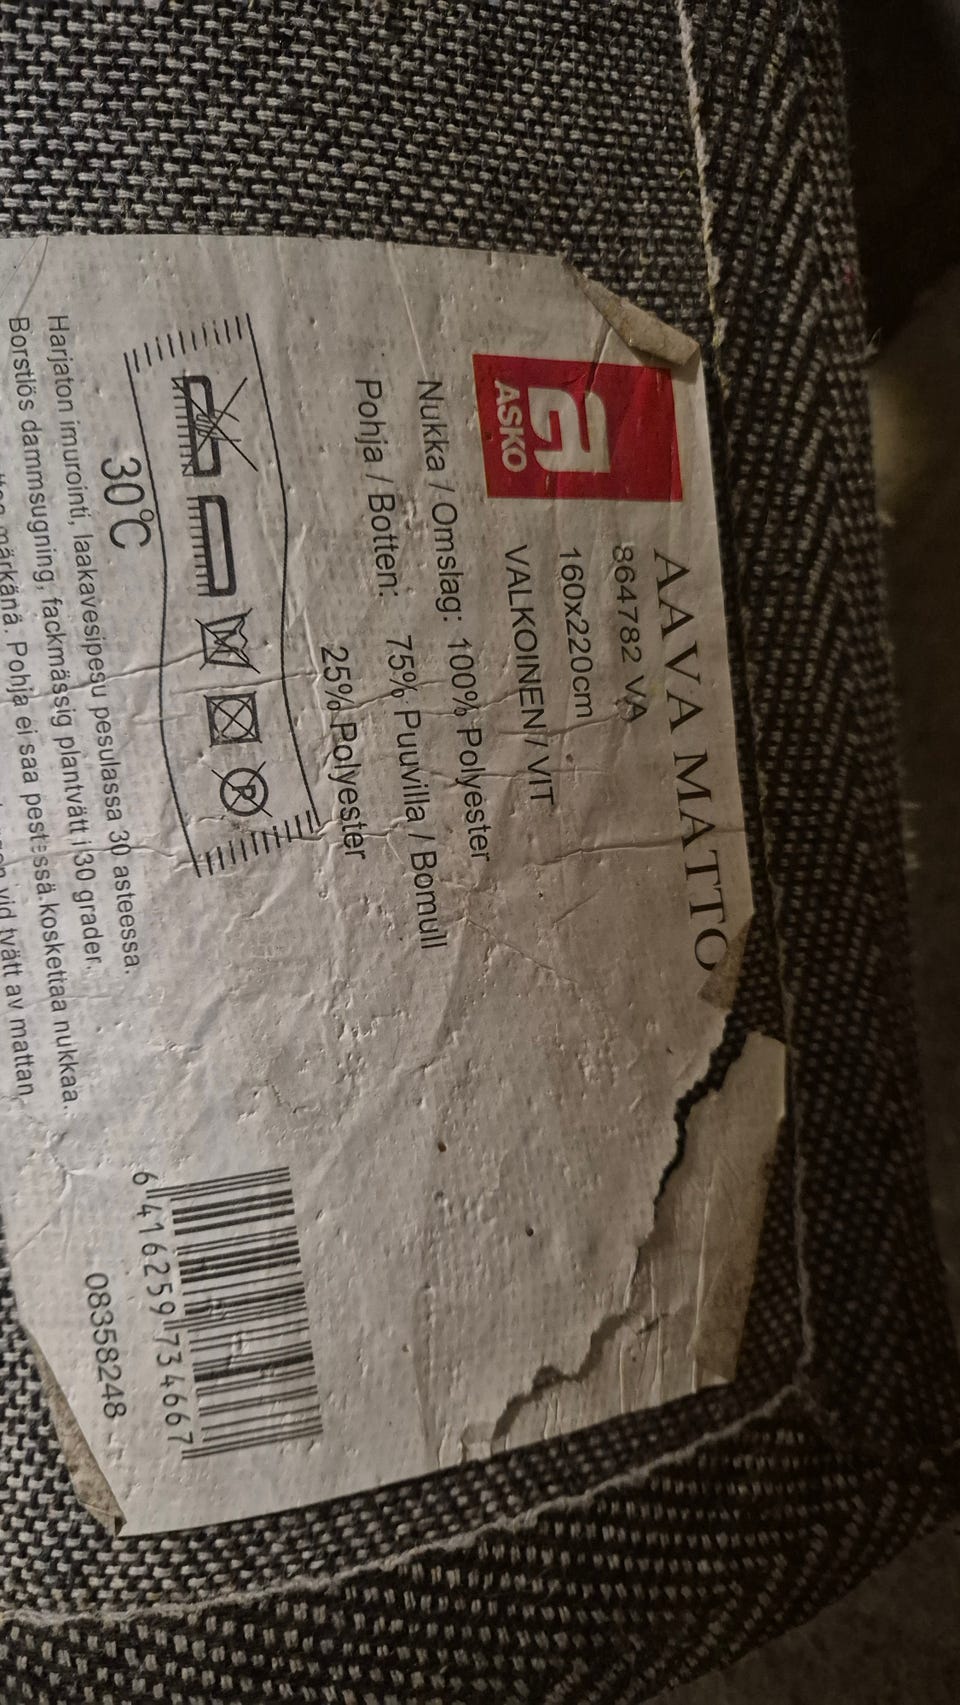 AAVA MATTO
8647782 VA
160x220cm
VALKOINEN / VIT
ASKO
Nukka / Omslag: 100% Polyester
Pohja / Botten: 75% Puuvilla / Bomull
25% Polyester
P
30°C
Harjaton imurointi, laakavesipesu pesulassa 30 asteessa.
Borstlös dammsugning, fackmässig plantvätt i 30 grader.
märkänä. Pohja ei saa pestessä koskettaa nukkaa.
vid tvätt av mattan,
6 416259 734667
08358248